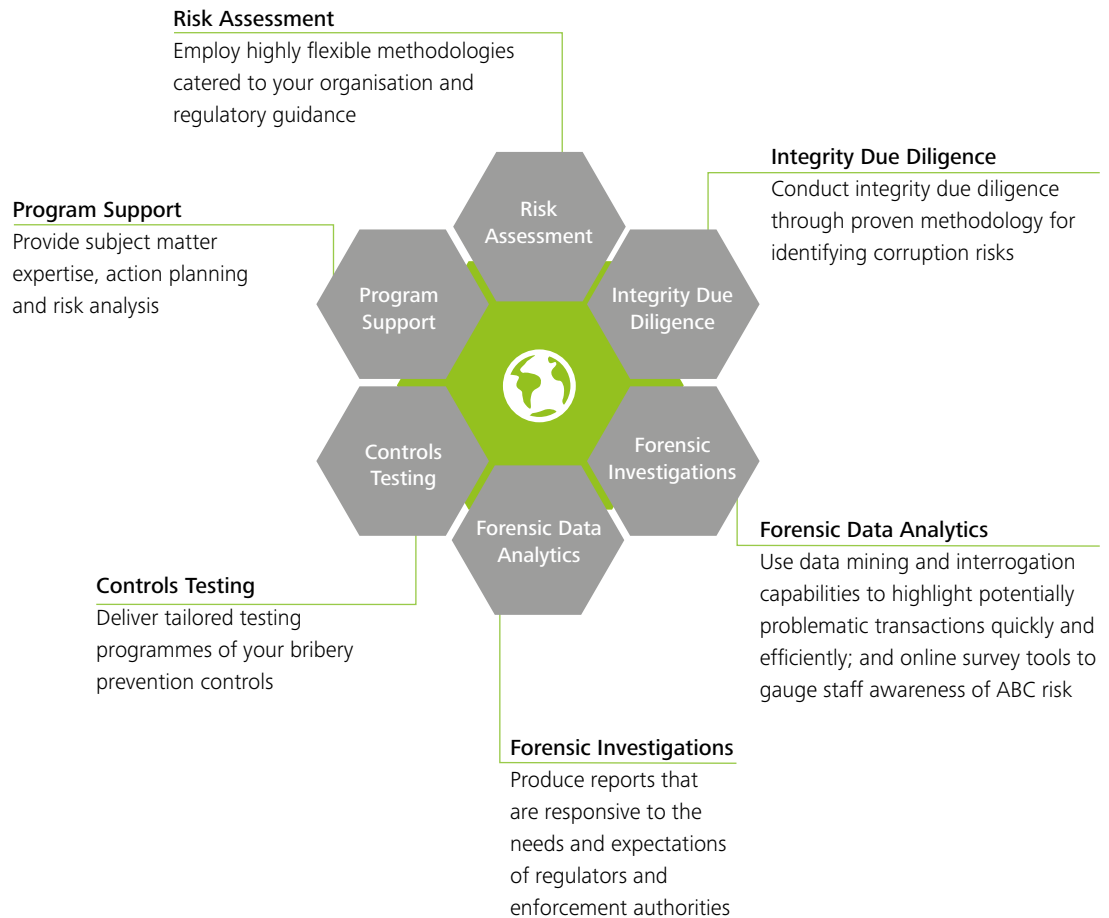 Risk Assessment
Employ highly flexible methodologies
catered to your organisation and
regulatory guidance
Integrity Due Diligence
Conduct integrity due diligence
through proven methodology for
identifying corruption risks
Program Support
Provide subject matter
expertise, action planning
and risk analysis
Risk
Assessment
Program
Support
Integrity Due
Diligence
Controls
Testing
Forensic
Investigations
Forensic Data
Analytics
Forensic Data Analytics
Use data mining and interrogation
capabilities to highlight potentially
problematic transactions quickly and
efficiently; and online survey tools to
gauge staff awareness of ABC risk
Controls Testing
Deliver tailored testing
programmes of your bribery
prevention controls
Forensic Investigations
Produce reports that
are responsive to the
needs and expectations
of regulators and
enforcement authorities